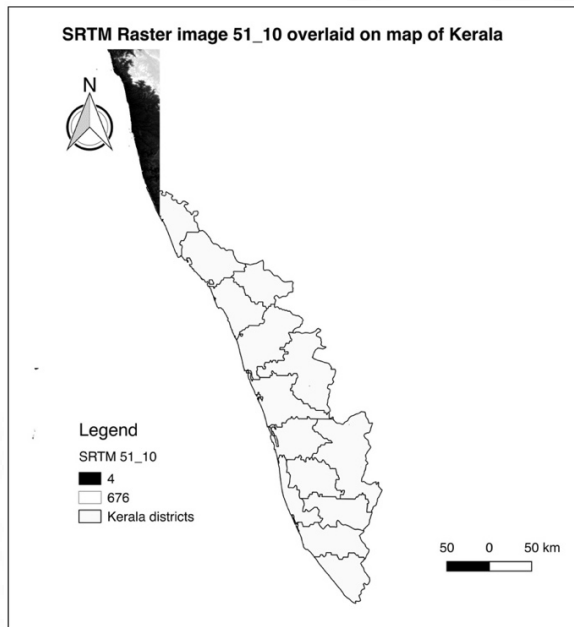 SRTM Raster image 51_10 overlaid on map of Kerala
N
Legend
SRTM 51_10
4
676
Kerala districts
50 0 50 km